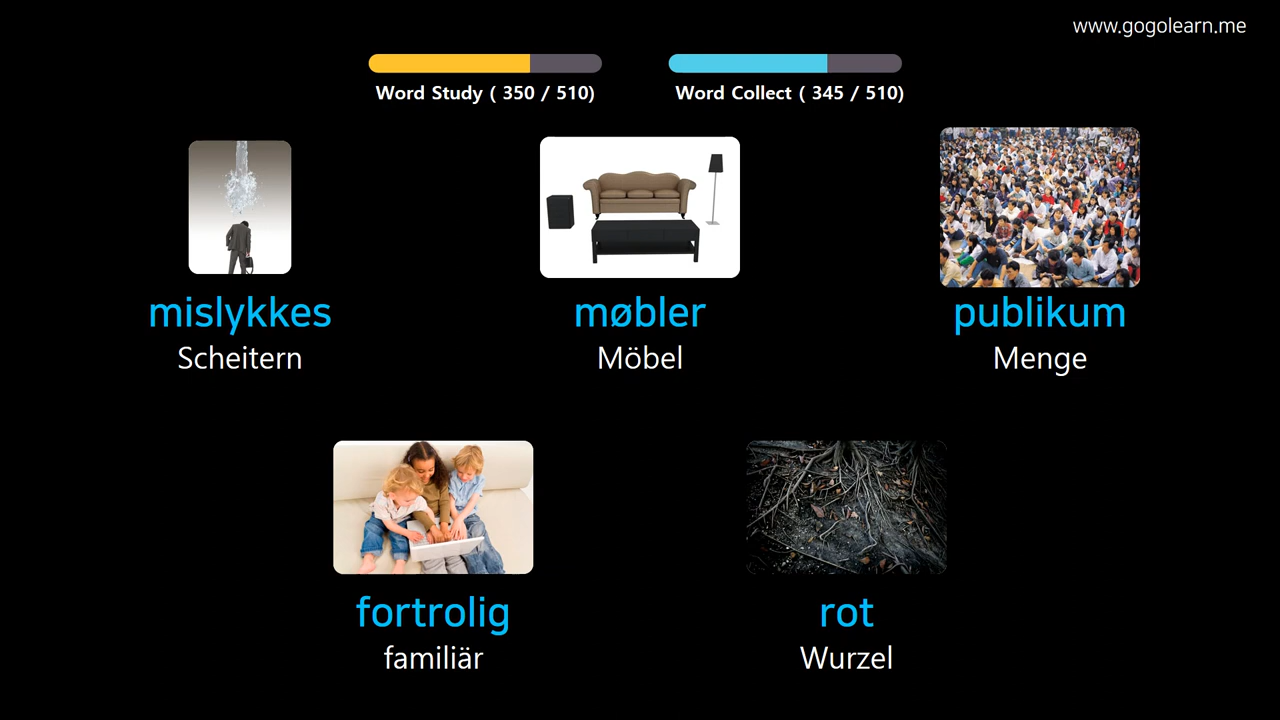 www.gogolearn.me
Word Study ( 350 / 510)
Word Collect ( 345 / 510)
mislykkes
Scheitern
møbler
Möbel
publikum
Menge
fortrolig
familiär
rot
Wurzel